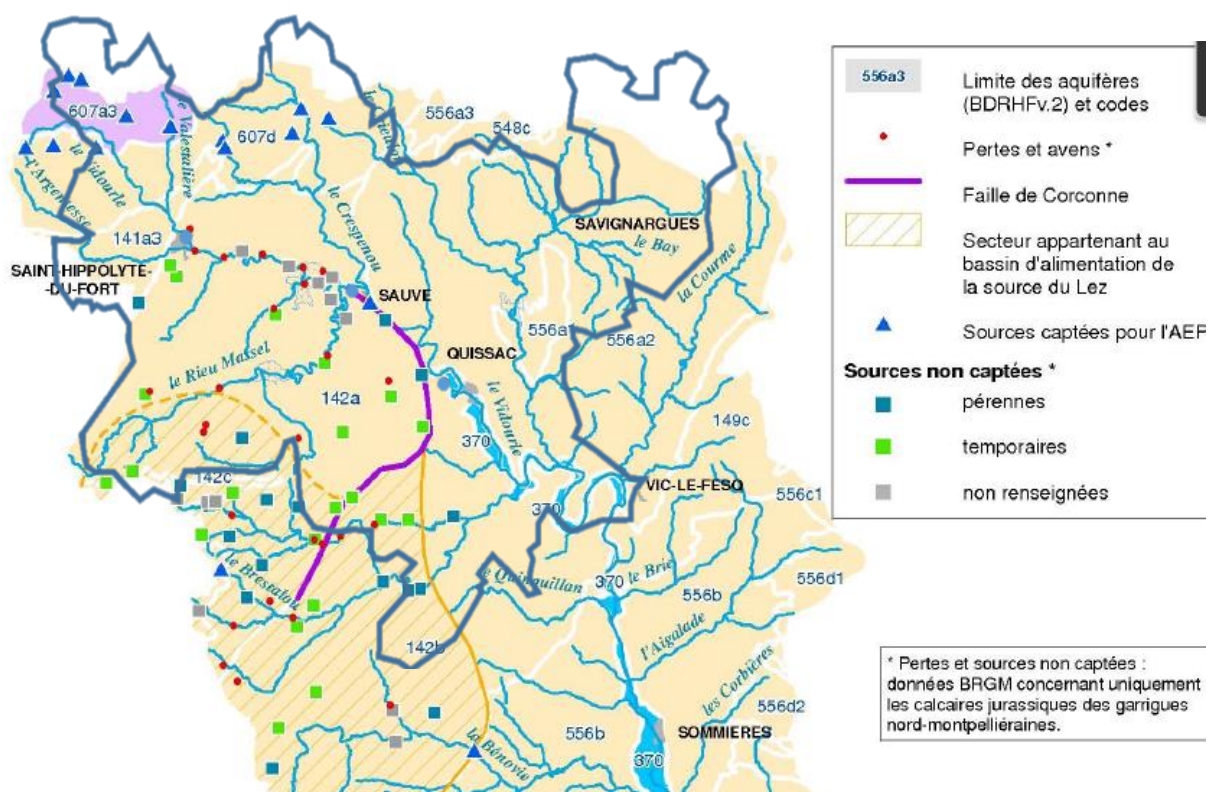 607a3
le Vidourle
l'Argentesse
le Valestalière
607d
le Crespenou
556a3
548c
SAVIGNARGUES
le Bay
la Courme
141a3
SAINT-HIPPOLYTE-
-DU-FORT
SAUVE
QUISSAC
556a1
556a2
le Rieu Massel
142a
le Vidourle
370
149c
142c
370
VIC-LE-FESQ
556c1
le Brestalou
le Quinquillan
370
le Brie
556b
556d1
142b
l'Aigalade
les Corbières
556d2
SOMMIERES
556b
la Bénovie
370
556a3
Limite des aquifères
(BDRHFv.2) et codes
Pertes et avens *
Faille de Corconne
Secteur appartenant au
bassin d'alimentation de
la source du Lez
Sources captées pour l'AEP
Sources non captées *
pérennes
temporaires
non renseignées
* Pertes et sources non captées :
données BRGM concernant uniquement
les calcaires jurassiques des garrigues
nord-montpelliéraines.